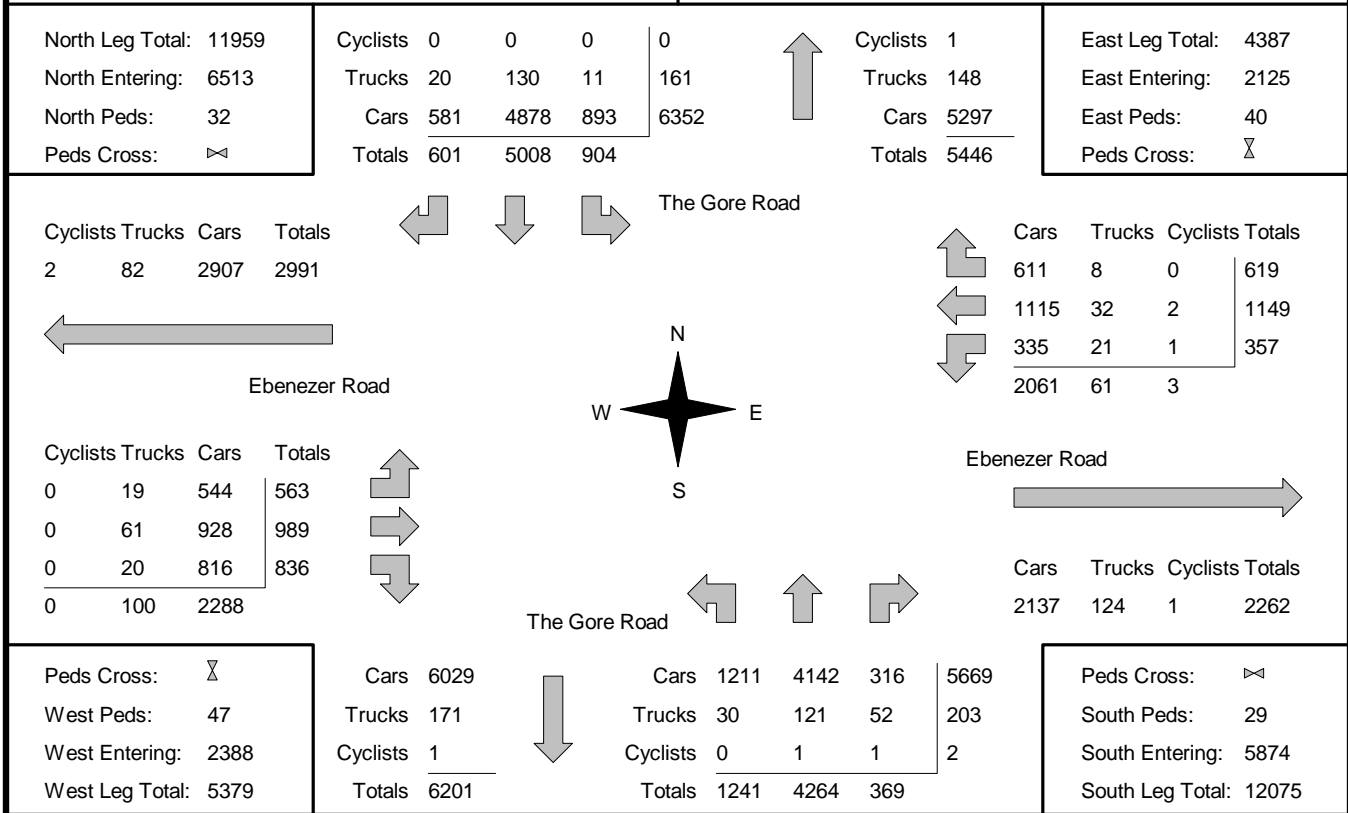 North Leg Total: 11959
North Entering: 6513
North Peds: 32
Peds Cross:
Cyclists 0 0 0 0
Trucks 20 130 11 161
Cars 581 4878 893 6352
Totals 601 5008 904
Cyclists 1
Trucks 148
Cars 5297
Totals 5446
East Leg Total: 4387
East Entering: 2125
East Peds: 40
Peds Cross:
The Gore Road
Cyclists Trucks Cars Totals
2 82 2907 2991
Cars Trucks Cyclists Totals
611 8 0 619
1115 32 2 1149
335 21 1 357
2061 61 3
Ebenezer Road
N
W E
S
Cyclists Trucks Cars Totals
0 19 544 563
0 61 928 989
0 20 816 836
0 100 2288
Ebenezer Road
Cars Trucks Cyclists Totals
2137 124 1 2262
The Gore Road
Peds Cross:
West Peds: 47
West Entering: 2388
West Leg Total: 5379
Cars 6029
Trucks 171
Cyclists 1
Totals 6201
Cars 1211 4142 316 5669
Trucks 30 121 52 203
Cyclists 0 1 1 2
Totals 1241 4264 369
Peds Cross:
South Peds: 29
South Entering: 5874
South Leg Total: 12075